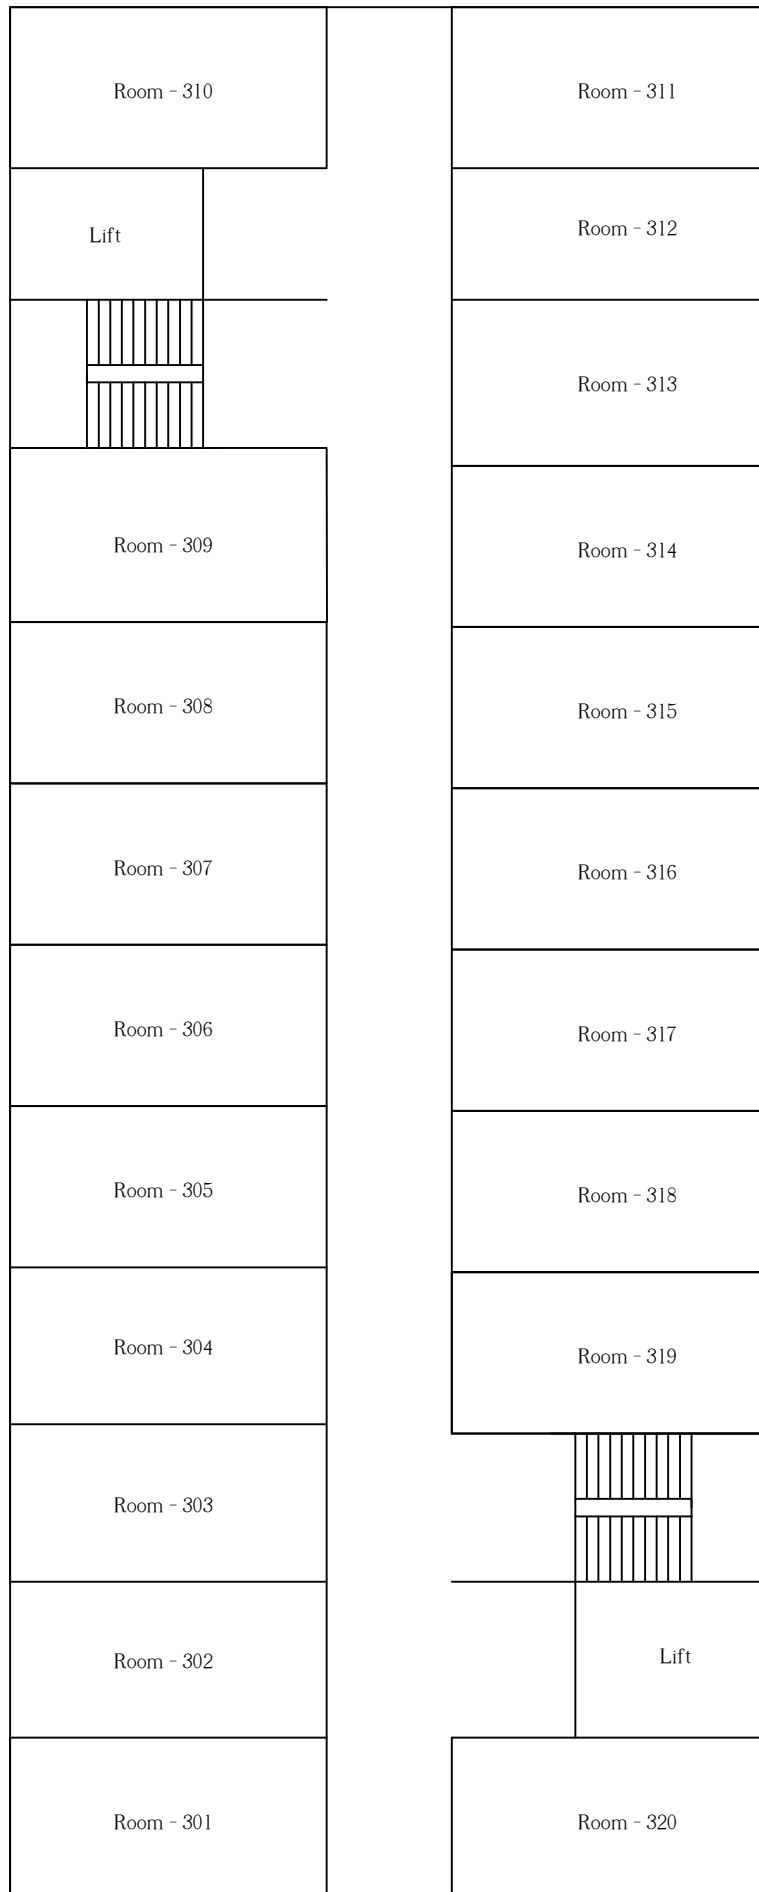 Room - 310
Room - 311
Lift
Room - 312
Room - 313
Room - 309
Room - 314
Room - 308
Room - 315
Room - 307
Room - 316
Room - 306
Room - 317
Room - 305
Room - 318
Room - 304
Room - 319
Room - 303
Room - 302
Lift
Room - 301
Room - 320